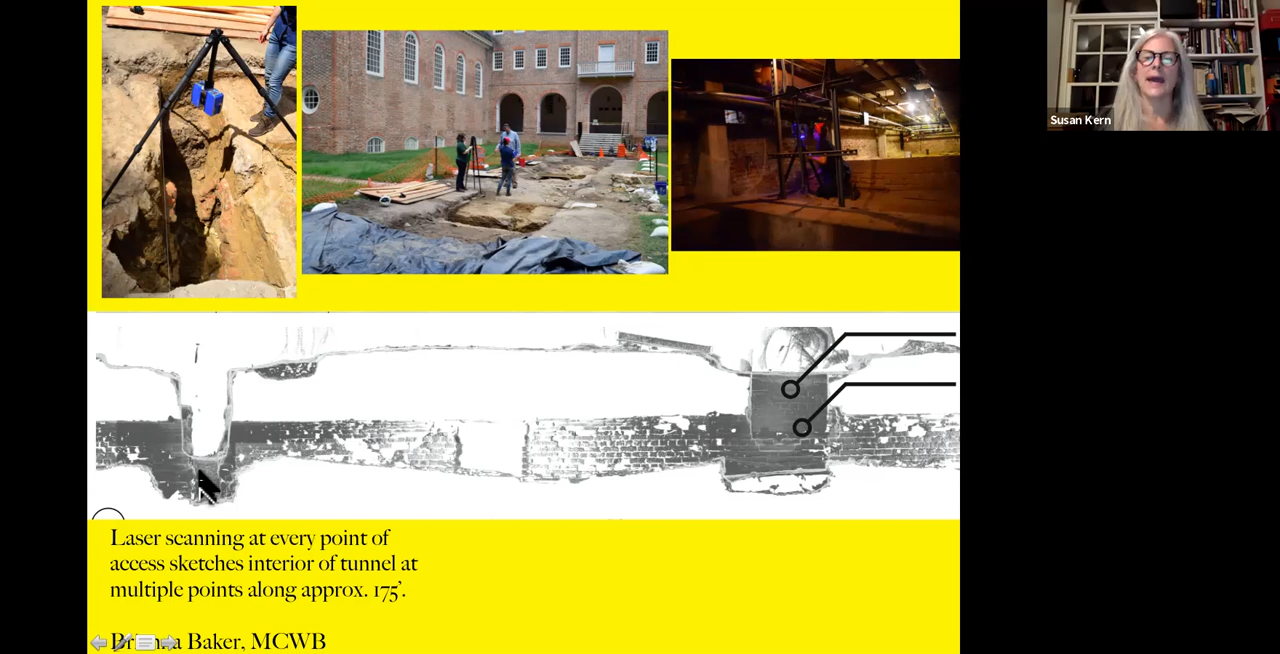 Susan Kern
Laser scanning at every point of
access sketches interior of tunnel at
multiple points along approx. 175’.
Baker, MCWB